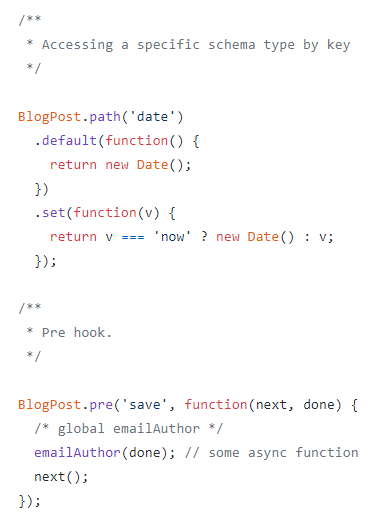 /**
 * Accessing a specific schema type by key
 */

BlogPost.path('date')
  .default(function() {
    return new Date();
  })
  .set(function(v) {
    return v === 'now' ? new Date() : v;
  });

/**
 * Pre hook.
 */

BlogPost.pre('save', function(next, done) {
  /* global emailAuthor */
  emailAuthor(done); // some async function
  next();
});